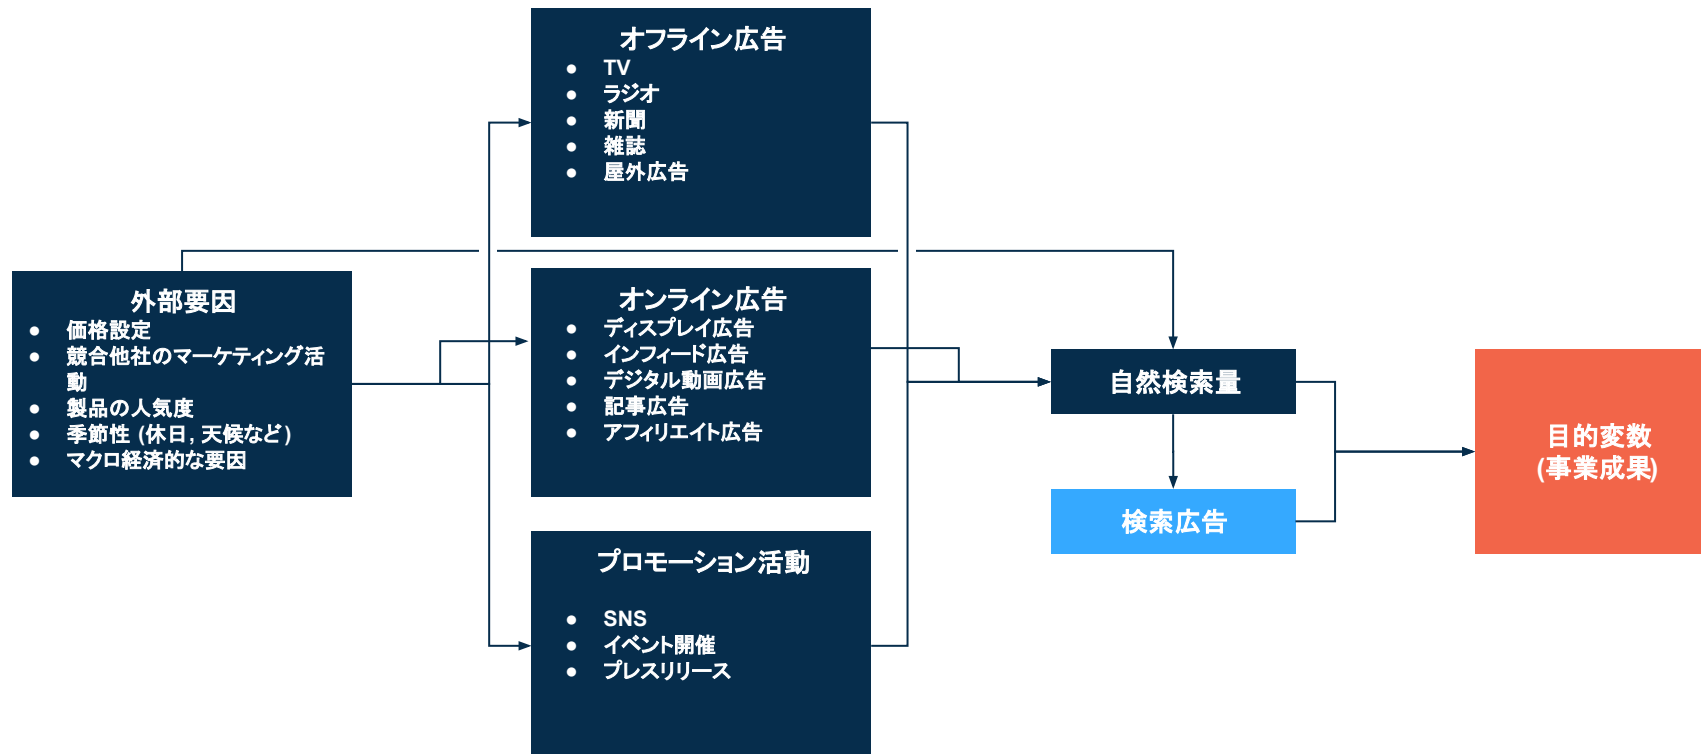 オフライン広告
● TV
● ラジオ
● 新聞
● 雑誌
● 屋外広告
外部要因
● 価格設定
● 競合他社のマーケティング活
動
● 製品の人気度
● 季節性 (休日, 天候など)
● マクロ経済的な要因
オンライン広告
● ディスプレイ広告
● インフィード広告
● デジタル動画広告
● 記事広告
● アフィリエイト広告
プロモーション活動
● SNS
● イベント開催
● プレスリリース
自然検索量
検索広告
目的変数
(事業成果)